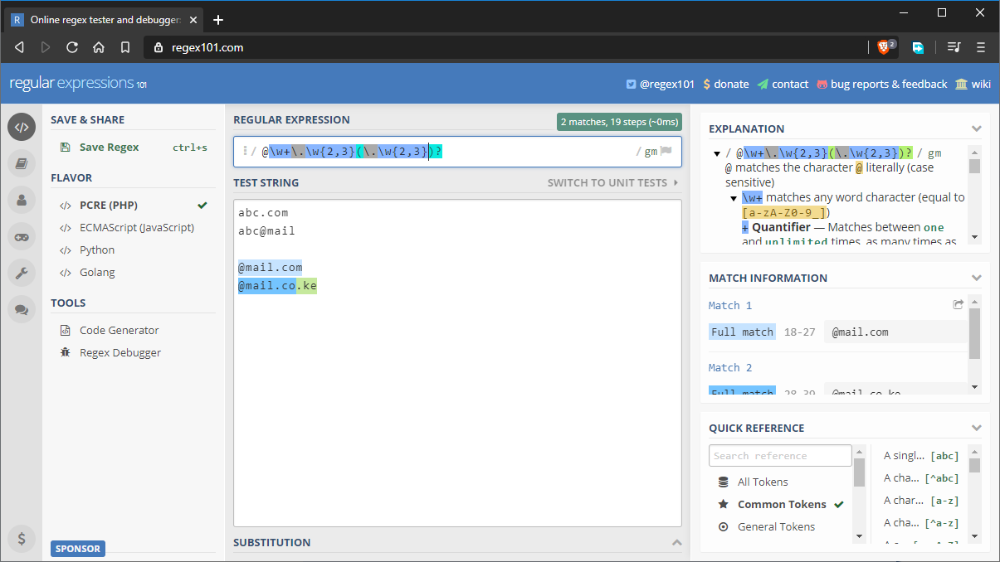 R Online regex tester and debugger:
regex101.com
2
regular expressions 101
@regex101 $ donate contact bug reports & feedback wiki
SAVE & SHARE
Save Regex ctrl+s
FLAVOR
</> PCRE (PHP)
</> ECMAScript (JavaScript)
</> Python
</> Golang
TOOLS
Code Generator
Regex Debugger
$
SPONSOR
REGULAR EXPRESSION
2 matches, 19 steps (~0ms)
/ @\w+\.\w{2,3}(\.\w{2,3})? / gm
TEST STRING
SWITCH TO UNIT TESTS
abc.com
abc@mail
@mail.com
@mail.co.ke
SUBSTITUTION
EXPLANATION
/ @\w+\.\w{2,3}(\.\w{2,3})? / gm
@ matches the character @ literally (case
sensitive)
\w+ matches any word character (equal to
[a-zA-Z0-9_])
+ Quantifier — Matches between one
and unlimited times, as many times as
MATCH INFORMATION
Match 1
Full match 18-27 @mail.com
Match 2
Full match 28-39 @mail.co.ke
QUICK REFERENCE
Search reference
All Tokens
Common Tokens
General Tokens
A singl... [abc]
A cha... [^abc]
A char... [a-z]
A cha... [^a-z]